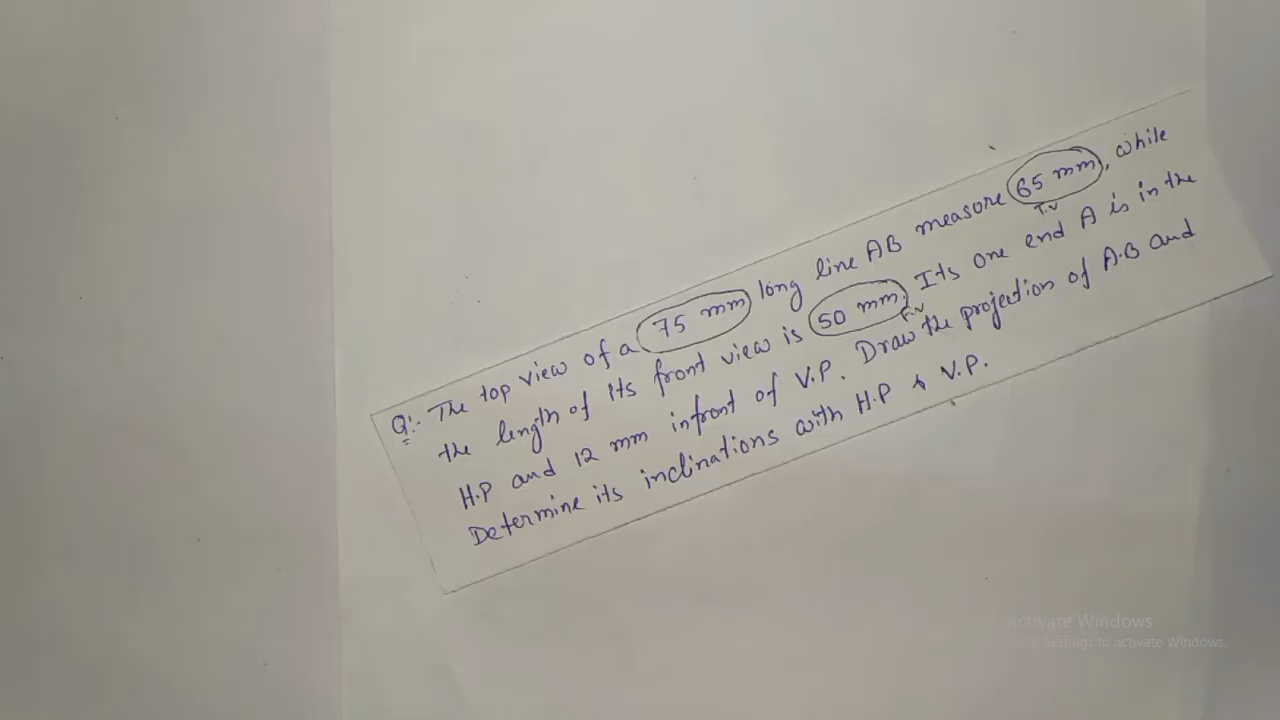 Q:- The top view of a 75 mm long line AB measure 65 mm, while
T.V
the length of its front view is 50 mm. Its one end A is in the
F.V
H.P and 12 mm infront of V.P. Draw the projection of A.B and
Determine its inclinations with H.P & V.P.
Activate Windows
Go to Settings to activate Windows.